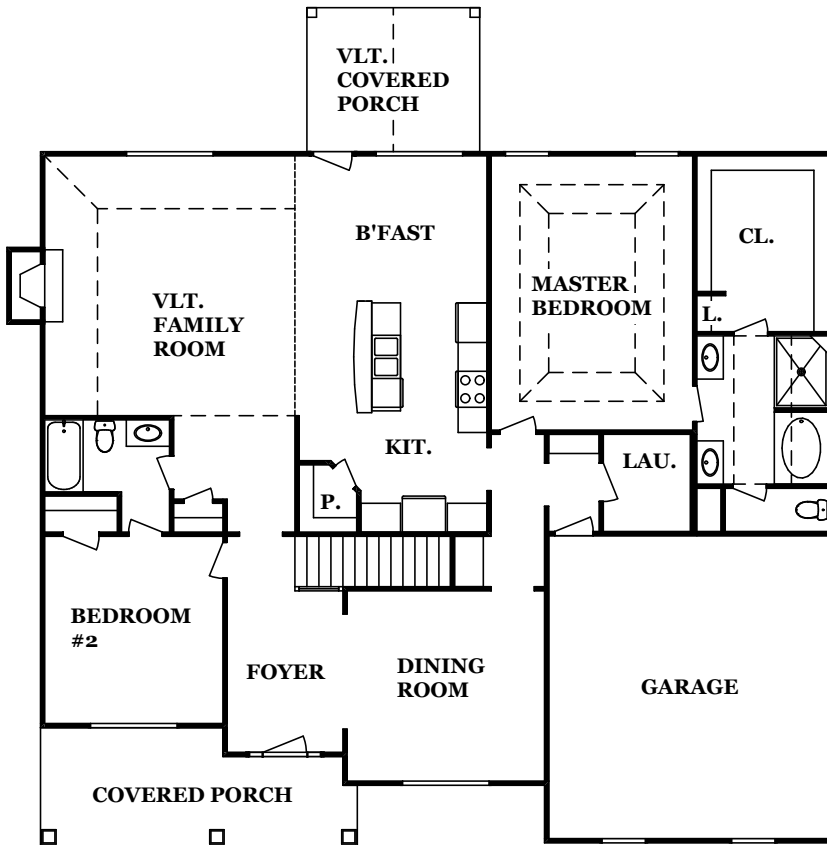 VLT.
COVERED
PORCH
B'FAST
CL.
MASTER
BEDROOM
VLT.
FAMILY
ROOM
L.
KIT.
LAU.
P.
BEDROOM
#2
FOYER
DINING
ROOM
GARAGE
COVERED PORCH